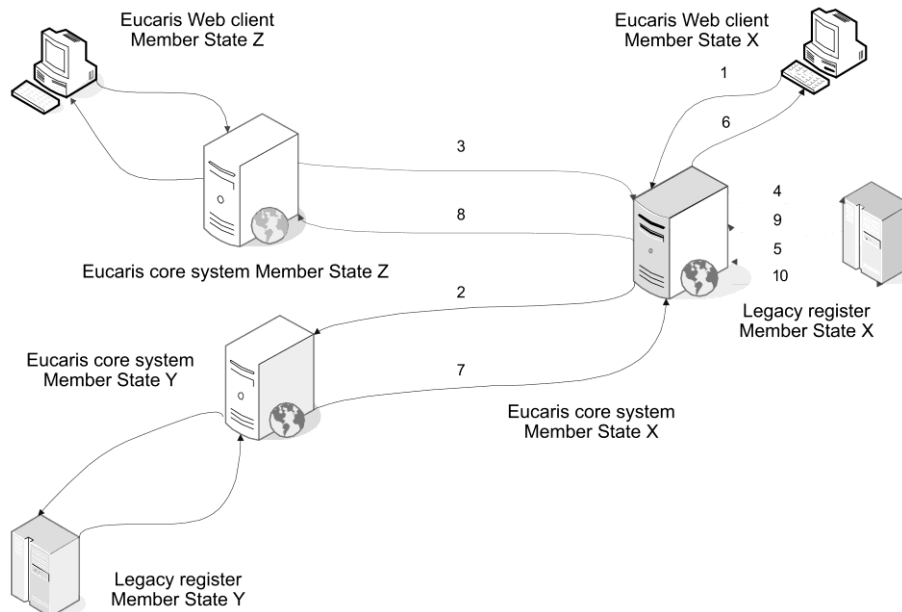 Eucaris Web client
Member State Z
Eucaris Web client
Member State X
1
6
3
4
9
8
5
10
Eucaris core system Member State Z
2
Legacy register
Member State X
Eucaris core system
Member State Y
7
Eucaris core system
Member State X
Legacy register
Member State Y